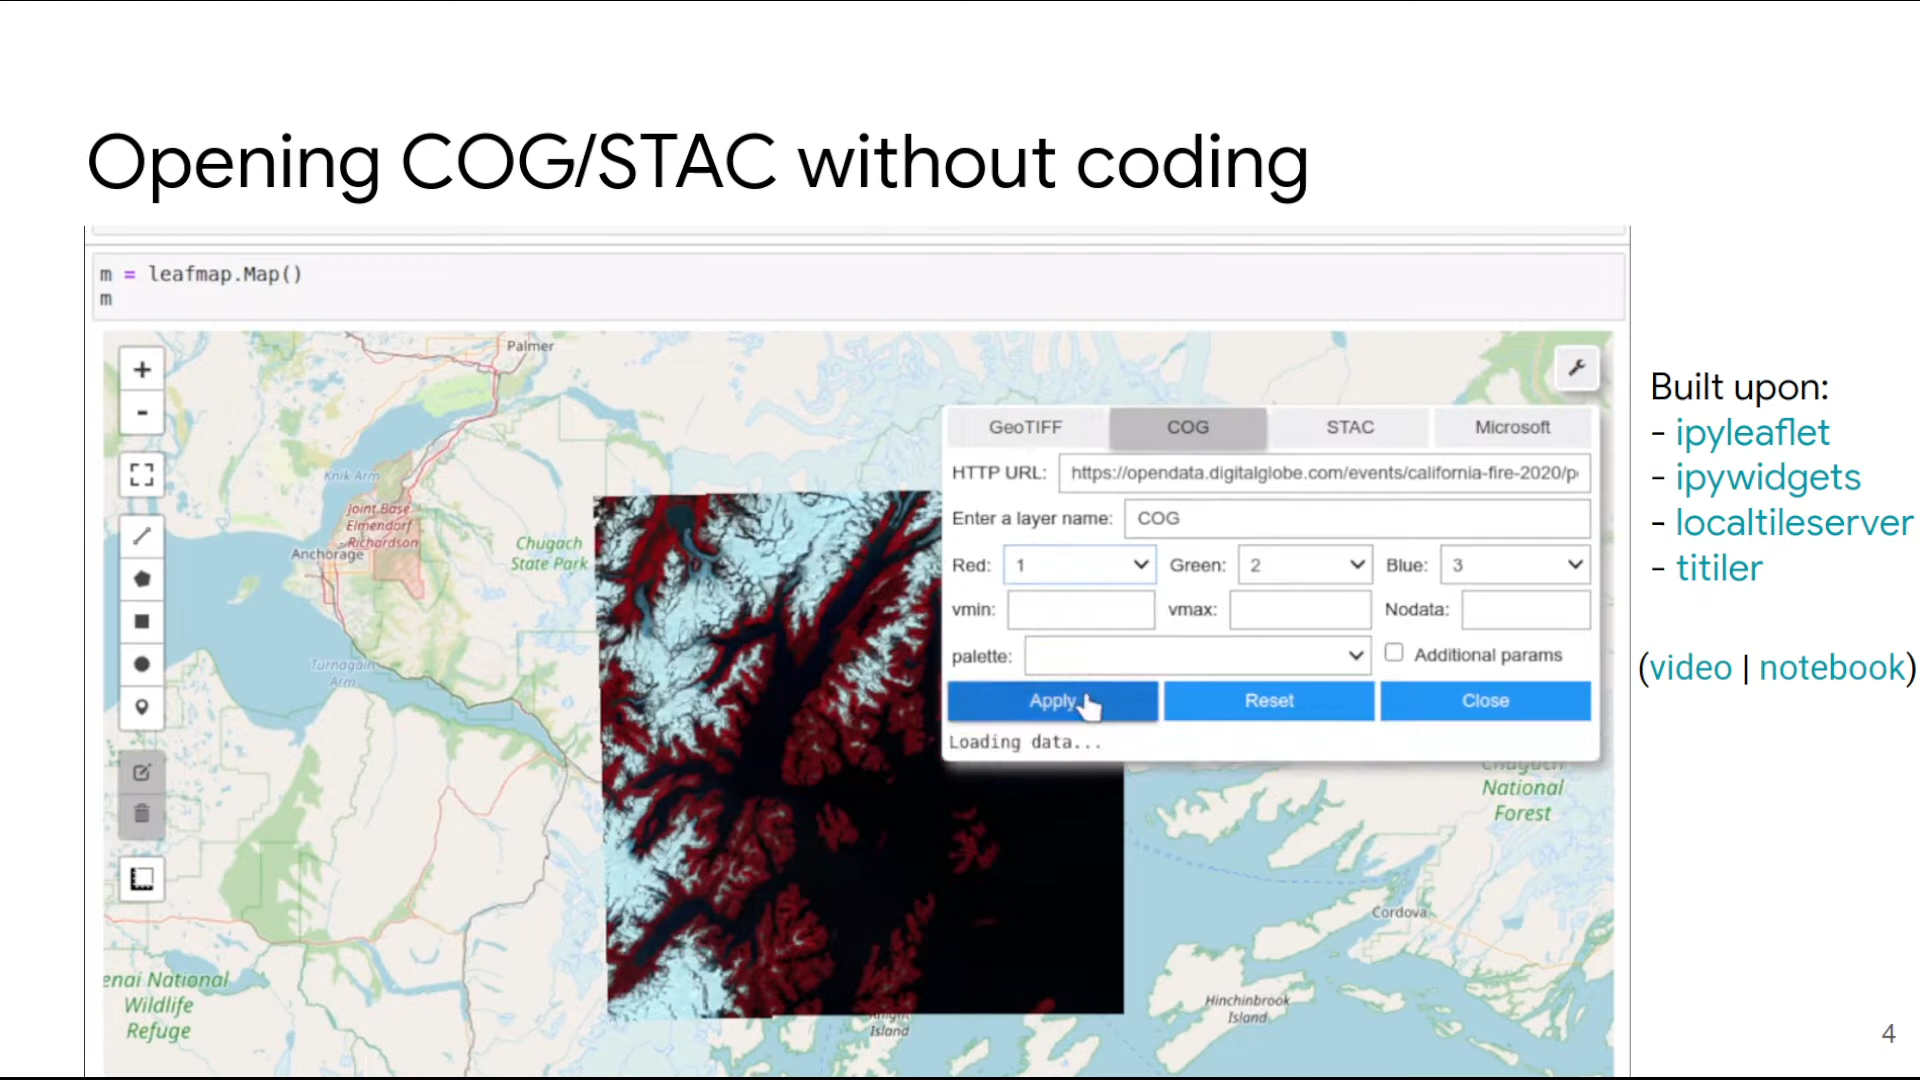 Opening COG/STAC without coding
m = leafmap.Map()
m
Palmer
+
-
GeoTIFF COG STAC Microsoft
HTTP URL: https://opendata.digitalglobe.com/events/california-fire-2020/p
Enter a layer name: COG
Red: 1 Green: 2 Blue: 3
vmin: vmax: Nodata:
palette: Additional params
Apply Reset Close
Loading data...
Knik Arm
Joint Base
Elmendorf
Richardson
Anchorage
Chugach
State Park
Turnagain
Arm
Chugach
National
Forest
Cordova
Hinchinbrook
Island
Knight
Island
enai National
Wildlife
Refuge
Built upon:
- ipyleaflet
- ipywidgets
- localtileserver
- titiler
(video | notebook)
4